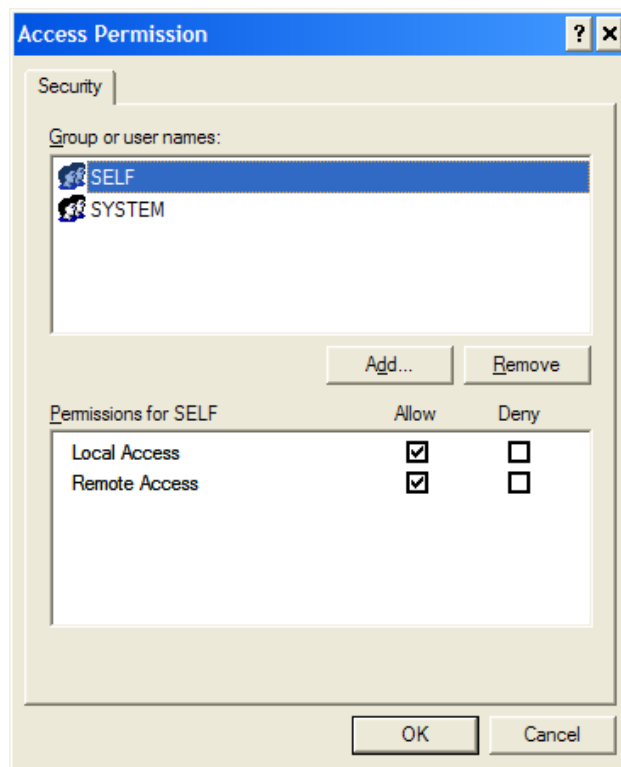 Access Permission ? ×
Security
Group or user names:
SELF
SYSTEM
Add... Remove
Permissions for SELF Allow Deny
Local Access
Remote Access
OK Cancel